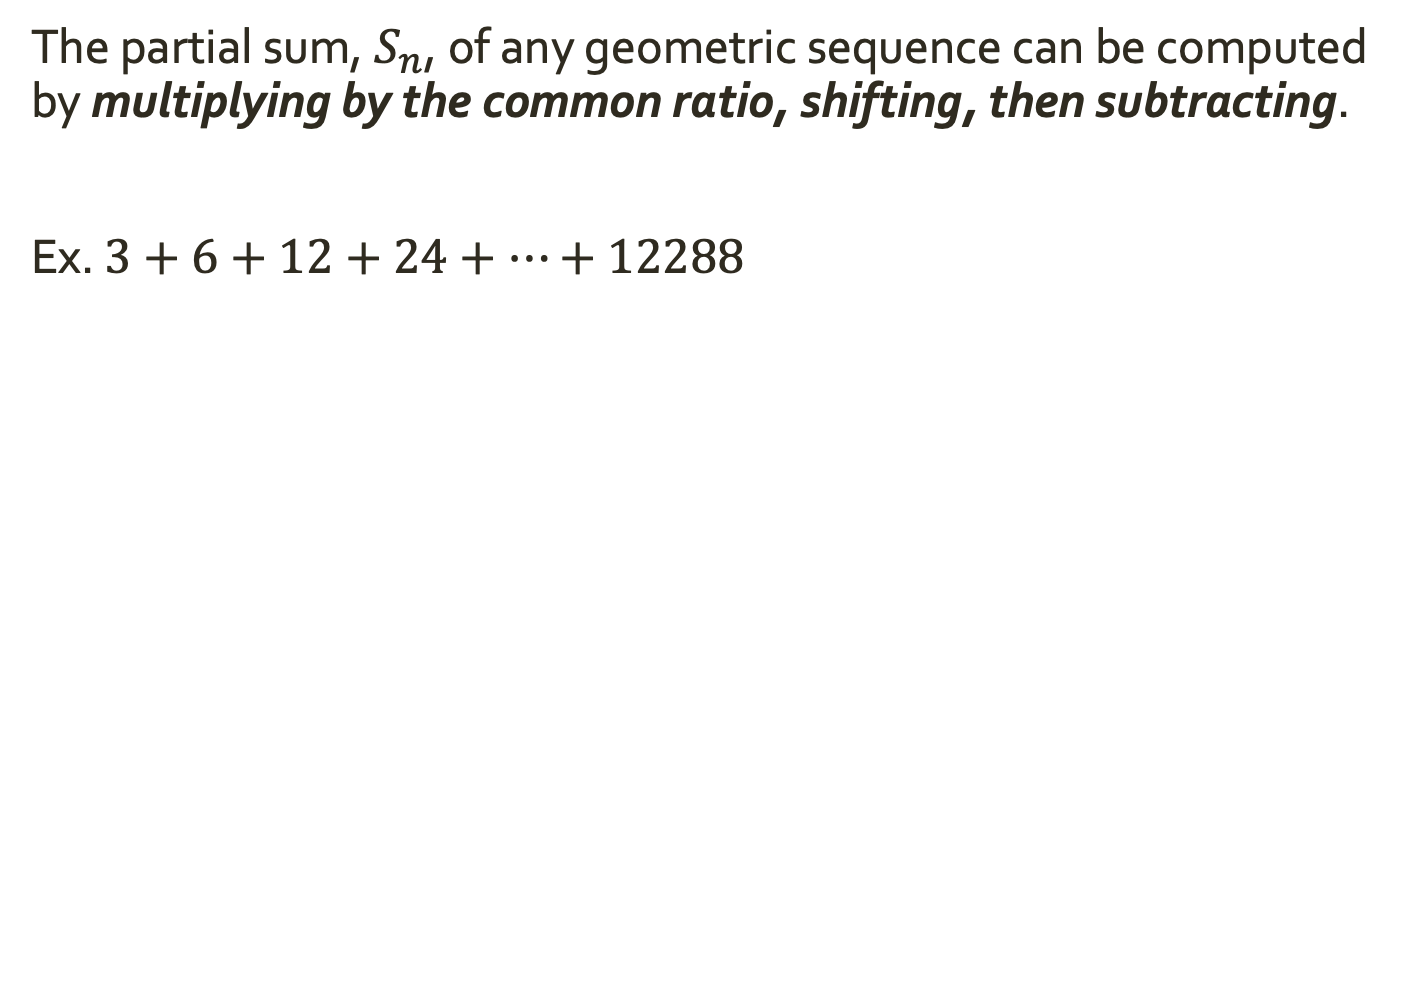 The partial sum, Sₙ, of any geometric sequence can be computed
by multiplying by the common ratio, shifting, then subtracting.
Ex. 3 + 6 + 12 + 24 + ⋯ + 12288